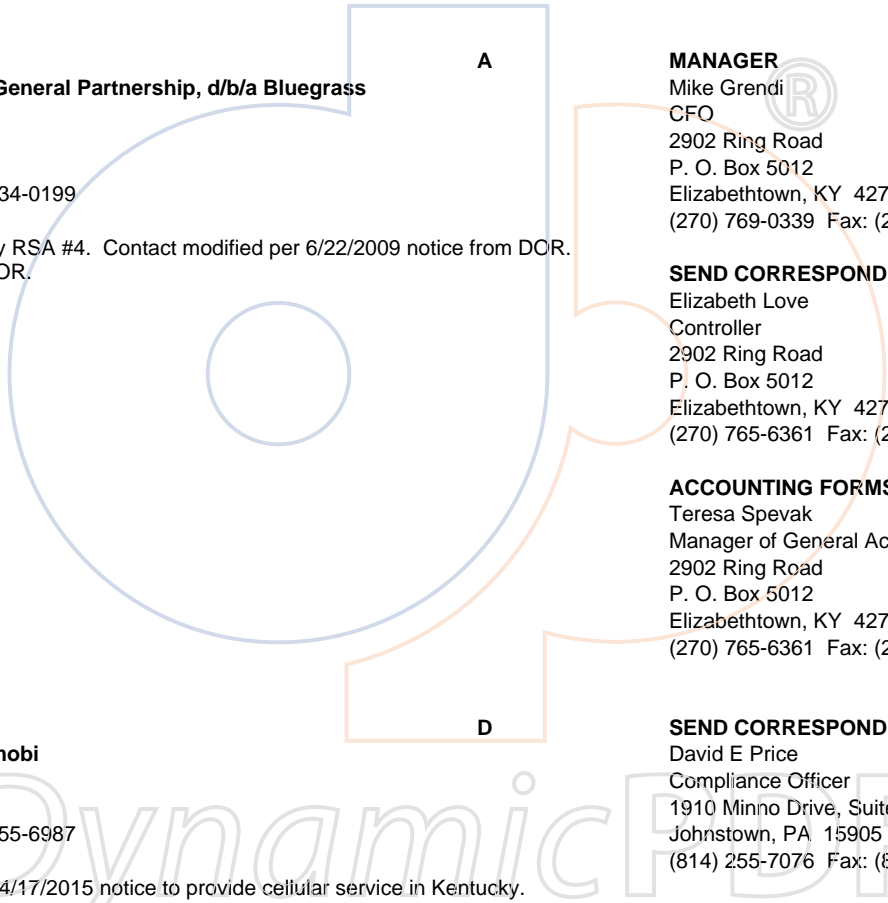 A
General Partnership, d/b/a Bluegrass
34-0199
y RSA #4. Contact modified per 6/22/2009 notice from DOR.
OR.
MANAGER
Mike Grendi
CFO
2902 Ring Road
P. O. Box 5012
Elizabethtown, KY 427
(270) 769-0339 Fax: (2
SEND CORRESPOND
Elizabeth Love
Controller
2902 Ring Road
P. O. Box 5012
Elizabethtown, KY 427
(270) 765-6361 Fax: (2
ACCOUNTING FORMS
Teresa Spevak
Manager of General Ac
2902 Ring Road
P. O. Box 5012
Elizabethtown, KY 427
(270) 765-6361 Fax: (2
D
mobi
55-6987
4/17/2015 notice to provide cellular service in Kentucky.
SEND CORRESPOND
David E Price
Compliance Officer
1910 Minno Drive, Suite
Johnstown, PA 15905
(814) 255-7076 Fax: (8
DynamicPDF
®